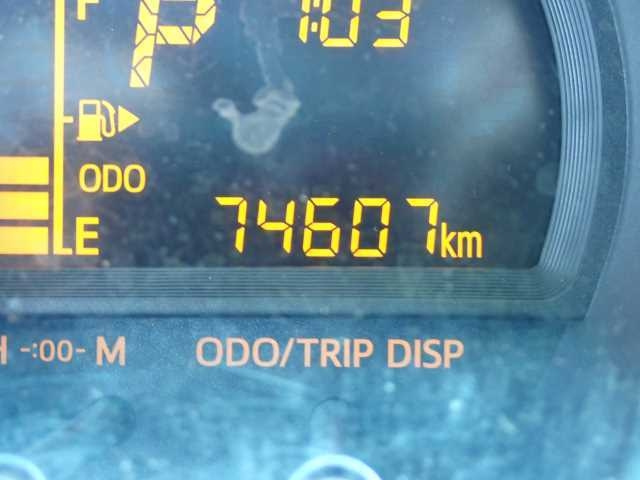 F
P 1:03
ODO
E 74607km
H -:00- M ODO/TRIP DISP